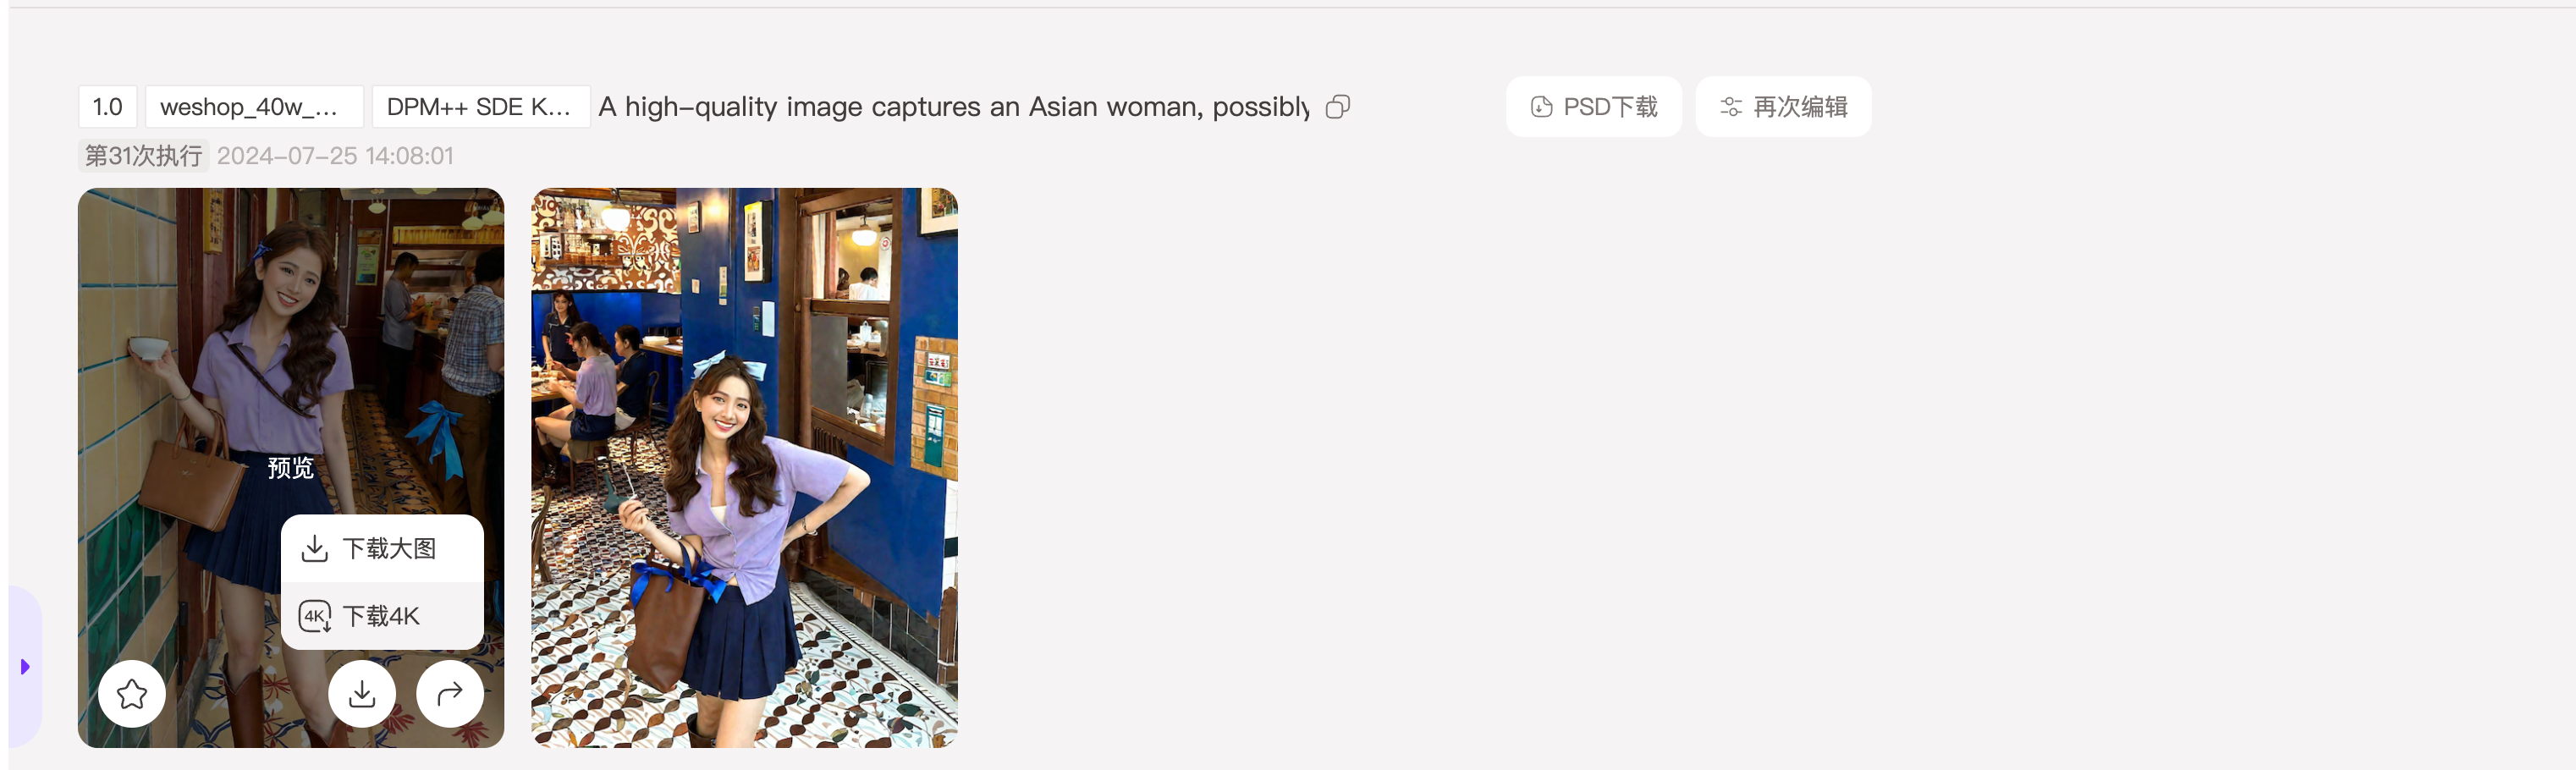 1.0 weshop_40w_... DPM++ SDE K... A high-quality image captures an Asian woman, possibly PSD下载 再次编辑
第31次执行 2024-07-25 14:08:01
预览
下载大图
4K 下载4K